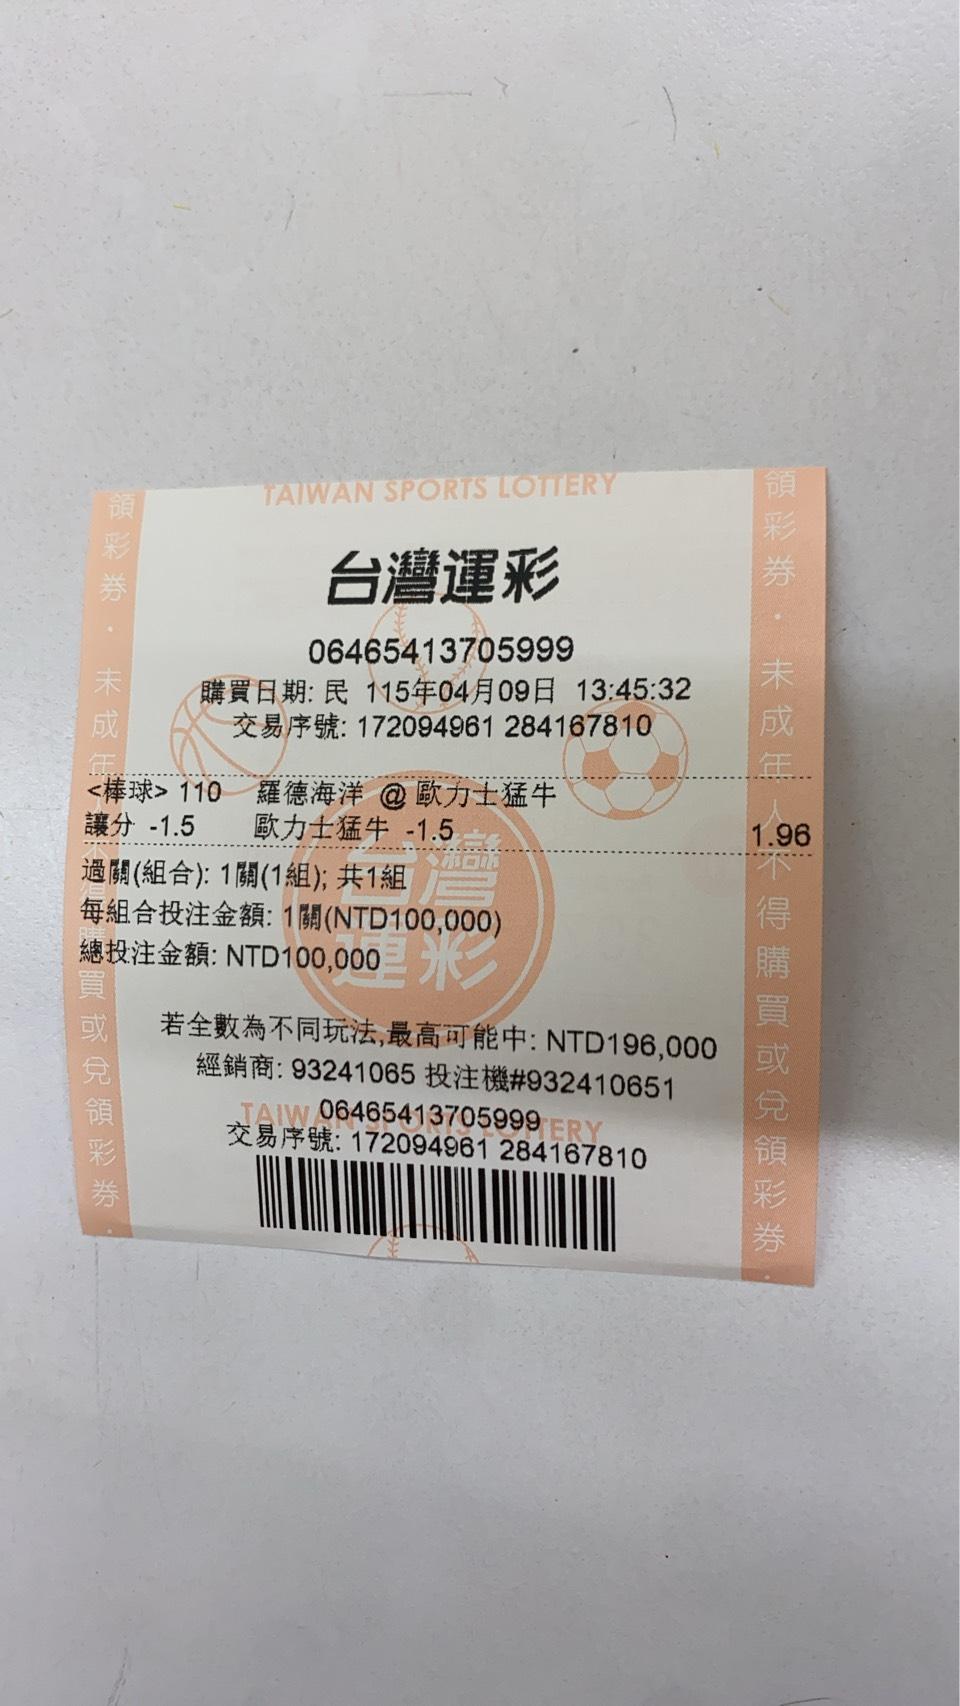 TAIWAN SPORTS LOTTERY
台灣運彩
06465413705999
購買日期: 民 115年04月09日 13:45:32
交易序號: 172094961 284167810
<棒球> 110 羅德海洋 @ 歐力士猛牛
讓分 -1.5 歐力士猛牛 -1.5 1.96
過關(組合): 1關(1組); 共1組
每組合投注金額: 1關(NTD100,000)
總投注金額: NTD100,000
台灣運彩
若全數為不同玩法,最高可能中: NTD196,000
經銷商: 93241065 投注機#932410651
TAIWAN SPORTS LOTTERY
06465413705999
交易序號: 172094961 284167810
領彩券・未成年人不得購買或兌領彩券・
領彩券・未成年人不得購買或兌領彩券・